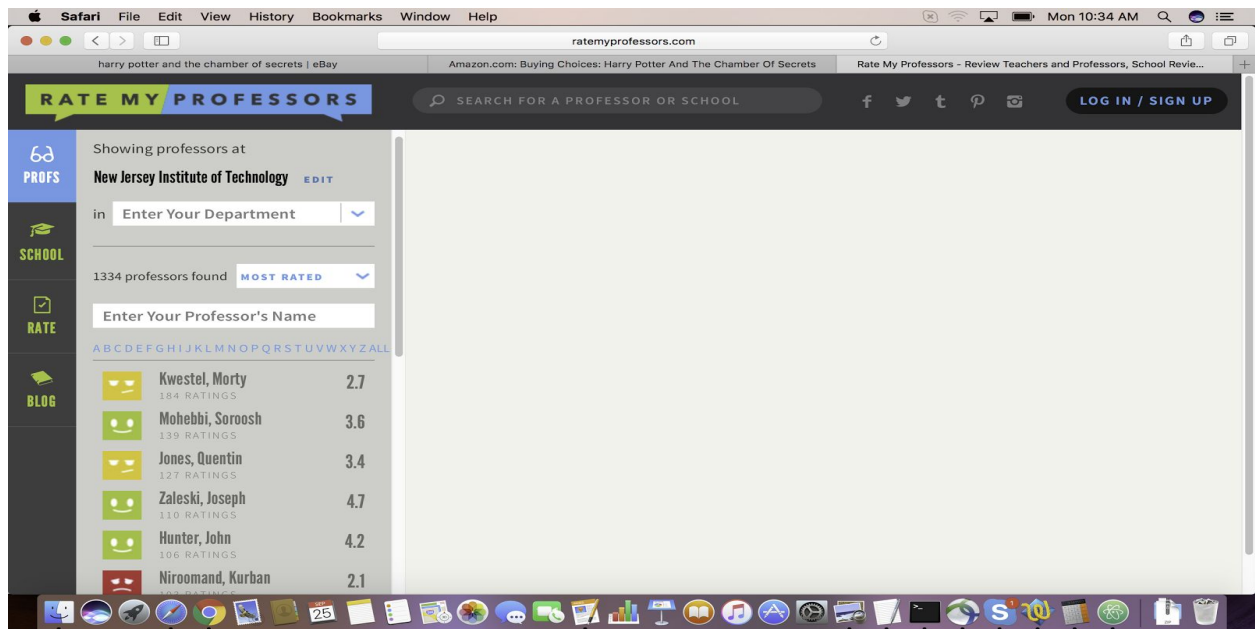 Safari File Edit View History Bookmarks Window Help Mon 10:34 AM
ratemyprofessors.com
harry potter and the chamber of secrets | eBay
Amazon.com: Buying Choices: Harry Potter And The Chamber Of Secrets
Rate My Professors - Review Teachers and Professors, School Revie...
RATE MY PROFESSORS
SEARCH FOR A PROFESSOR OR SCHOOL
LOG IN / SIGN UP
PROFS
SCHOOL
RATE
BLOG
Showing professors at
New Jersey Institute of Technology EDIT
in Enter Your Department
1334 professors found MOST RATED
Enter Your Professor's Name
A B C D E F G H I J K L M N O P Q R S T U V W X Y Z ALL
Kwestel, Morty 2.7
184 RATINGS
Mohebbi, Soroosh 3.6
139 RATINGS
Jones, Quentin 3.4
127 RATINGS
Zaleski, Joseph 4.7
110 RATINGS
Hunter, John 4.2
106 RATINGS
Niroomand, Kurban 2.1
SEP
25